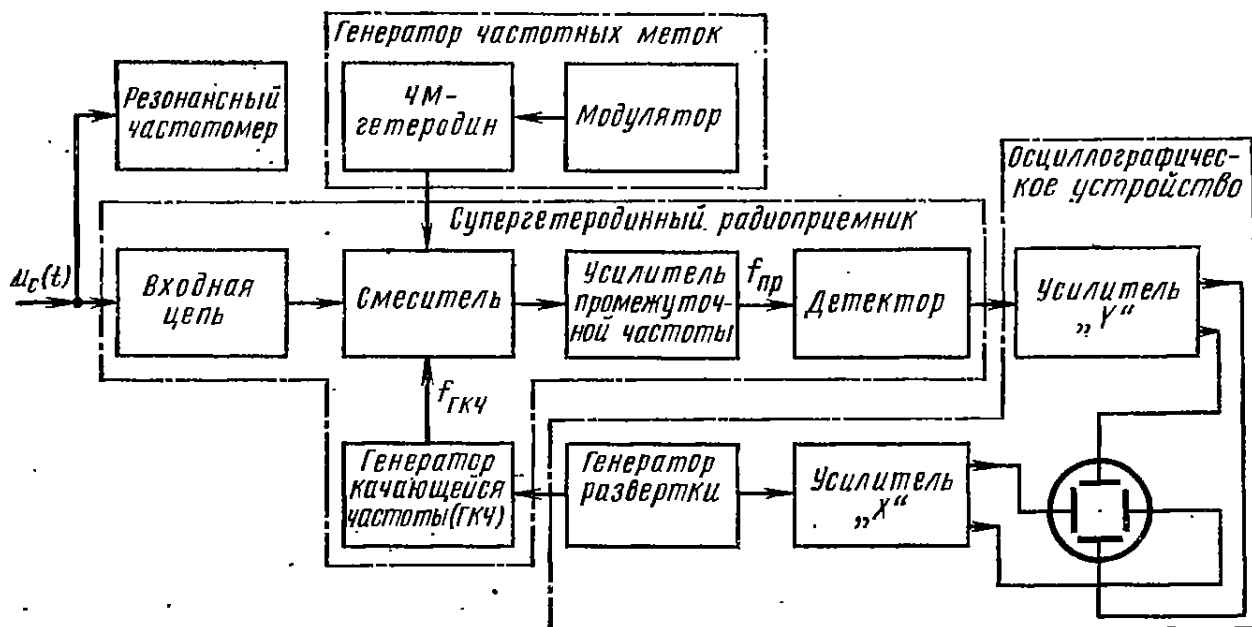 Генератор частотных меток
Резонансный
частотомер
ЧМ-
гетеродин
Модулятор
Осциллографичес-
кое устройство
Супергетеродинный радиоприемник
u_c(t)
Входная
цепь
Смеситель
Усилитель
промежуточ-
ной частоты
f_пр
Детектор
Усилитель
„Y“
f_ГКЧ
Генератор
качающейся
частоты(ГКЧ)
Генератор
развертки
Усилитель
„X“